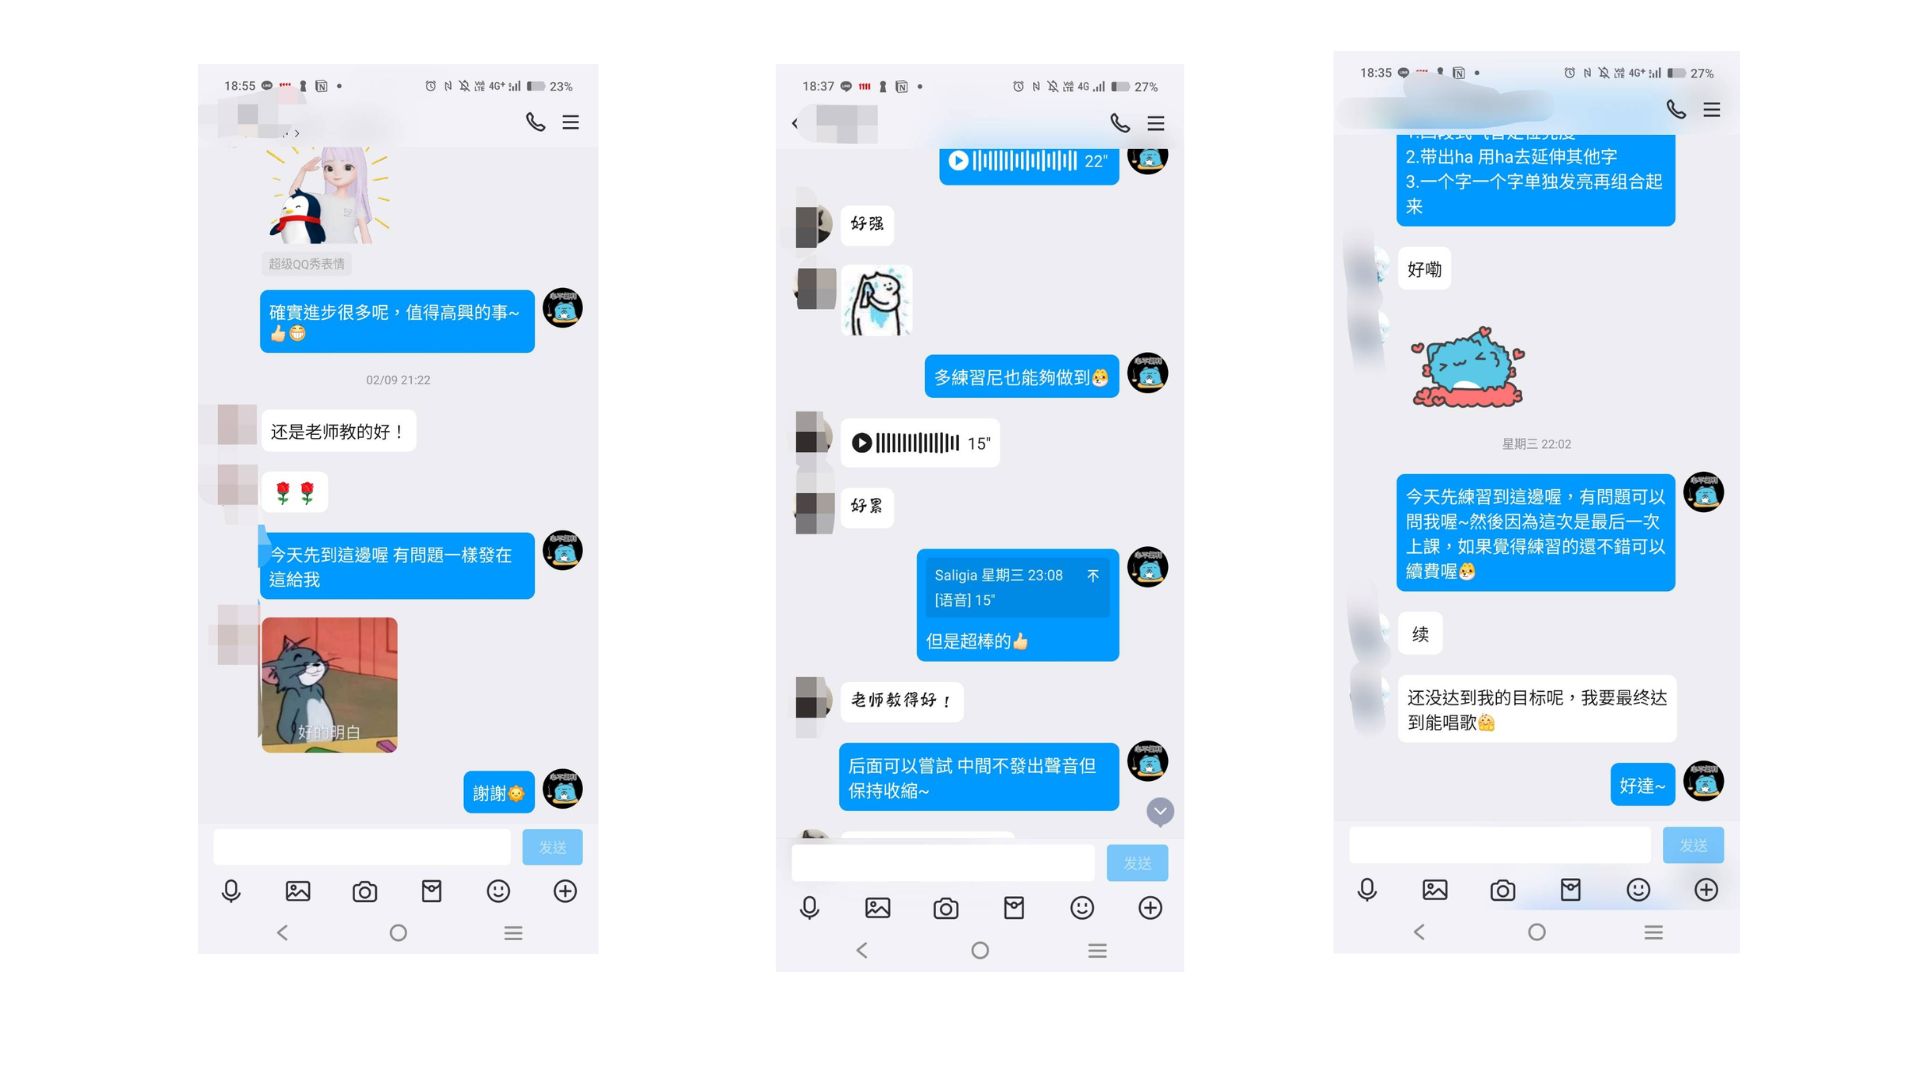 18:55
4G+
23%
超级QQ秀表情
確實進步很多呢，值得高興的事~
👍🏻😁
02/09 21:22
还是老师教的好！
🌹🌹
今天先到這邊喔 有問題一樣發在
這給我
好的明白
謝謝
发送
18:37
4G
27%
22"
好强
多練習尼也能夠做到
15"
好累
Saligia 星期三 23:08
[语音] 15"
但是超棒的👍🏻
老师教得好！
后面可以嘗試 中間不發出聲音但
保持收縮~
发送
18:35
4G+
27%
2.带出ha 用ha去延伸其他字
3.一个字一个字单独发亮再组合起
来
好嘞
星期三 22:02
今天先練習到這邊喔，有問題可以
問我喔~然後因為這次是最后一次
上課，如果覺得練習的還不錯可以
續費喔
续
还没达到我的目标呢，我要最终达
到能唱歌🤗
好達~
发送